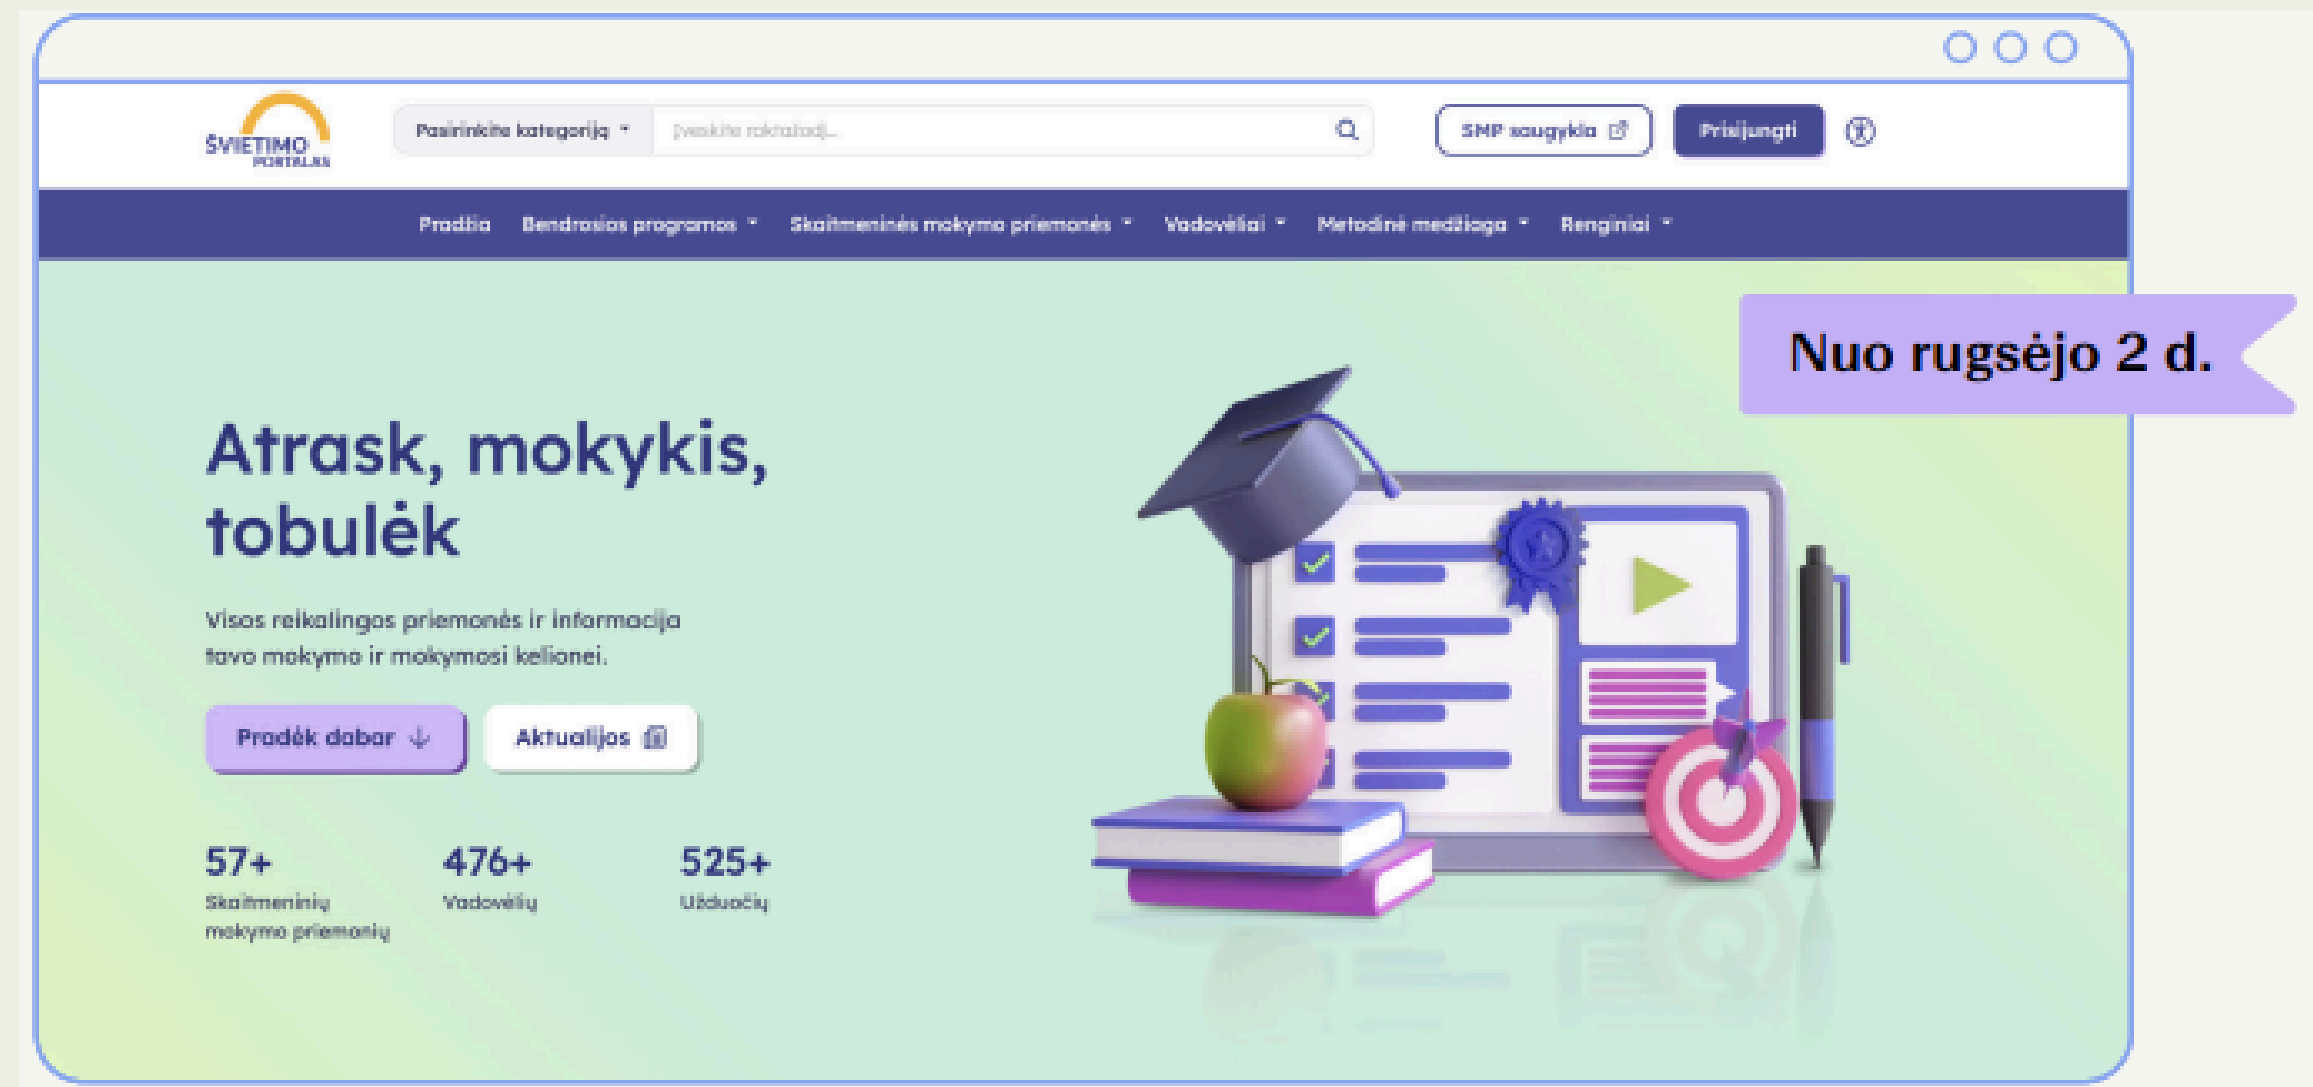 ŠVIETIMO
PORTALAS
Pasirinkite kategoriją
Įveskite raktažodį...
SMP saugykla
Prisijungti
Pradžia Bendrosios programos Skaitmeninės mokymo priemonės Vadovėliai Metodinė medžiaga Renginiai
Nuo rugsėjo 2 d.
Atrask, mokykis,
tobulėk
Visos reikalingos priemonės ir informacija
tavo mokymo ir mokymosi kelionei.
Pradėk dabar
Aktualijos
57+ 476+ 525+
Skaitmeninių Vadovėlių Užduočių
mokymo priemonių